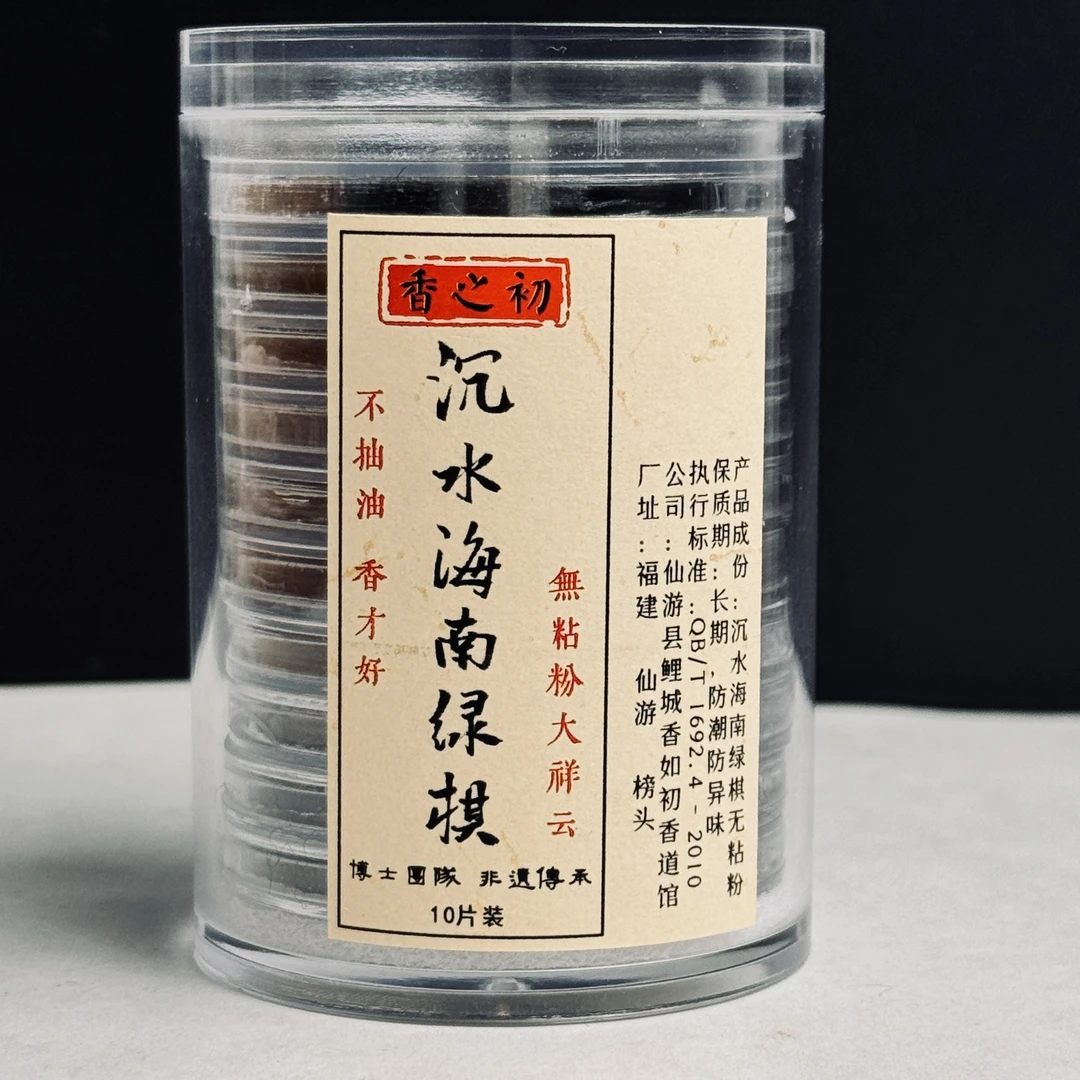 香之初
沉水海南绿棋
不抽油 香才好
無粘粉大祥云
博士團隊 非遺傳承
10片装
产品成份：沉水海南绿棋无粘粉
保质期：长期，防潮防异味
执行标准：QB/T 1692.4-2010
公司：仙游县鲤城香如初香道馆
厂址：福建 仙游 榜头